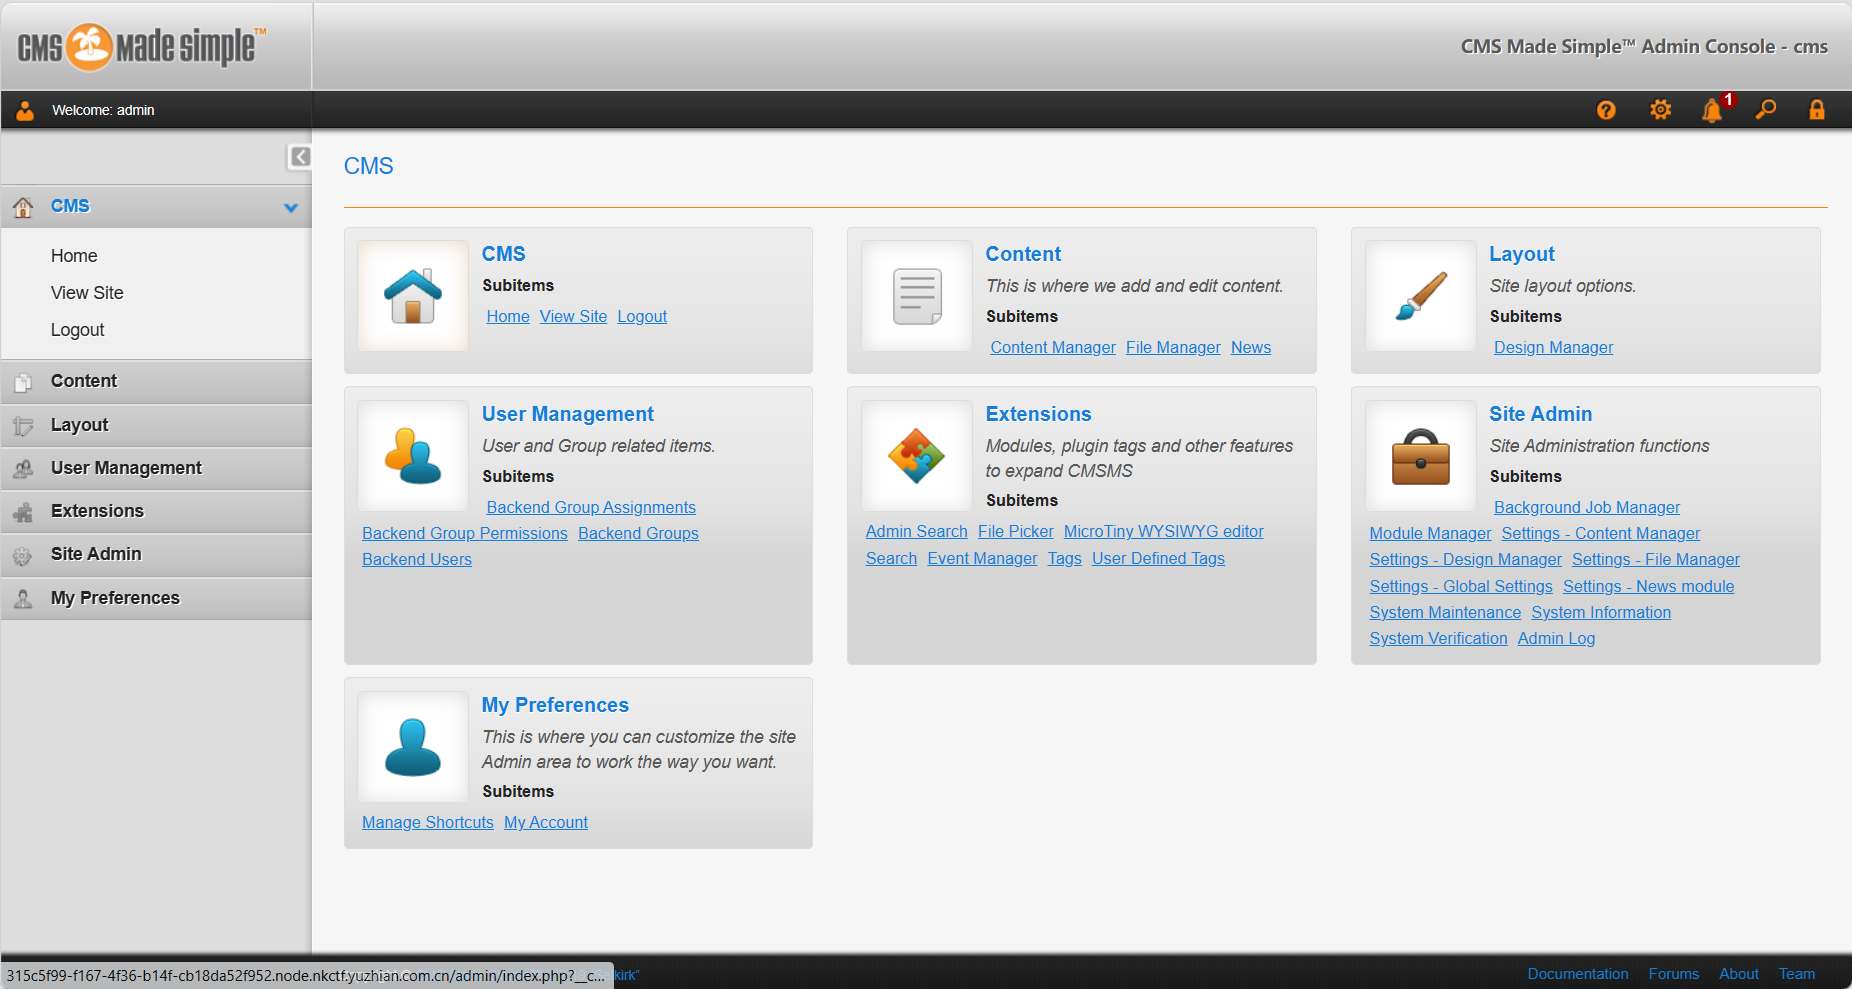 CMS Made Simple™
CMS Made Simple™ Admin Console - cms
Welcome: admin
1
CMS
Home
View Site
Logout
Content
Layout
User Management
Extensions
Site Admin
My Preferences
CMS
CMS
Subitems
Home View Site Logout
Content
This is where we add and edit content.
Subitems
Content Manager File Manager News
Layout
Site layout options.
Subitems
Design Manager
User Management
User and Group related items.
Subitems
Backend Group Assignments
Backend Group Permissions Backend Groups
Backend Users
Extensions
Modules, plugin tags and other features
to expand CMSMS
Subitems
Admin Search File Picker MicroTiny WYSIWYG editor
Search Event Manager Tags User Defined Tags
Site Admin
Site Administration functions
Subitems
Background Job Manager
Module Manager Settings - Content Manager
Settings - Design Manager Settings - File Manager
Settings - Global Settings Settings - News module
System Maintenance System Information
System Verification Admin Log
My Preferences
This is where you can customize the site
Admin area to work the way you want.
Subitems
Manage Shortcuts My Account
315c5f99-f167-4f36-b14f-cb18da52f952.node.nkctf.yuzhian.com.cn/admin/index.php?__c...
Documentation Forums About Team